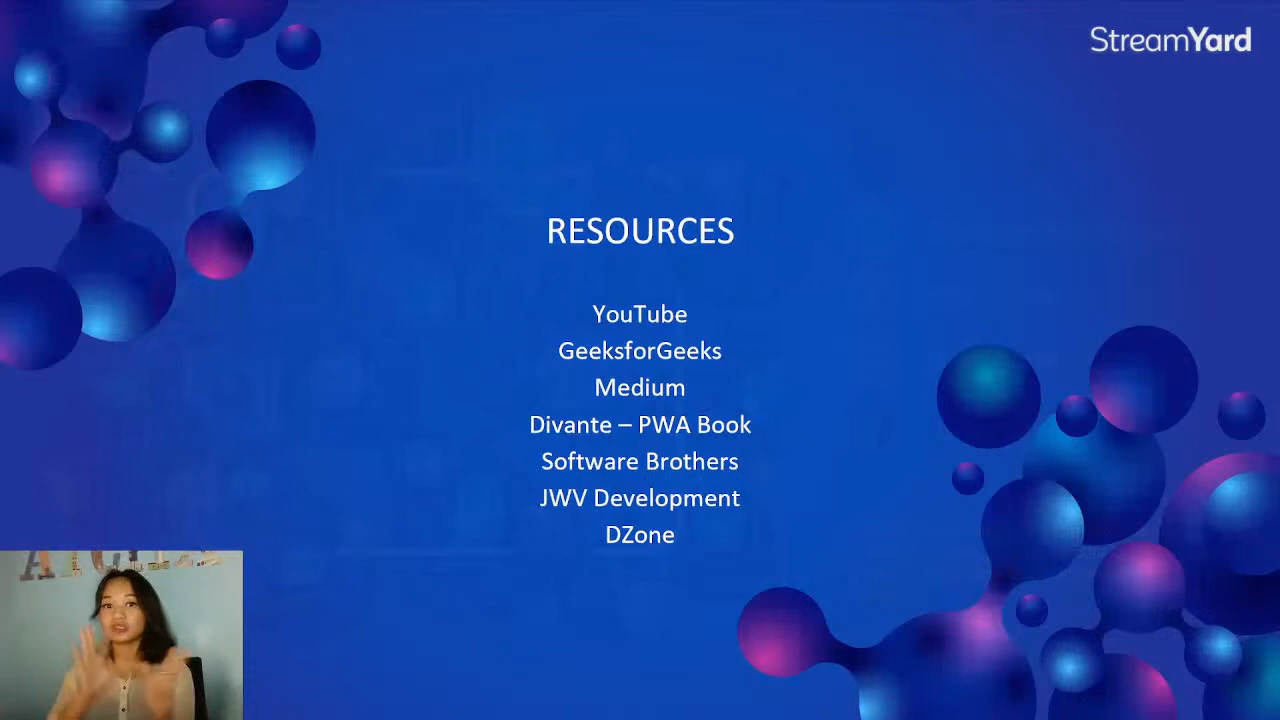 StreamYard
RESOURCES
YouTube
GeeksforGeeks
Medium
Divante – PWA Book
Software Brothers
JWV Development
DZone